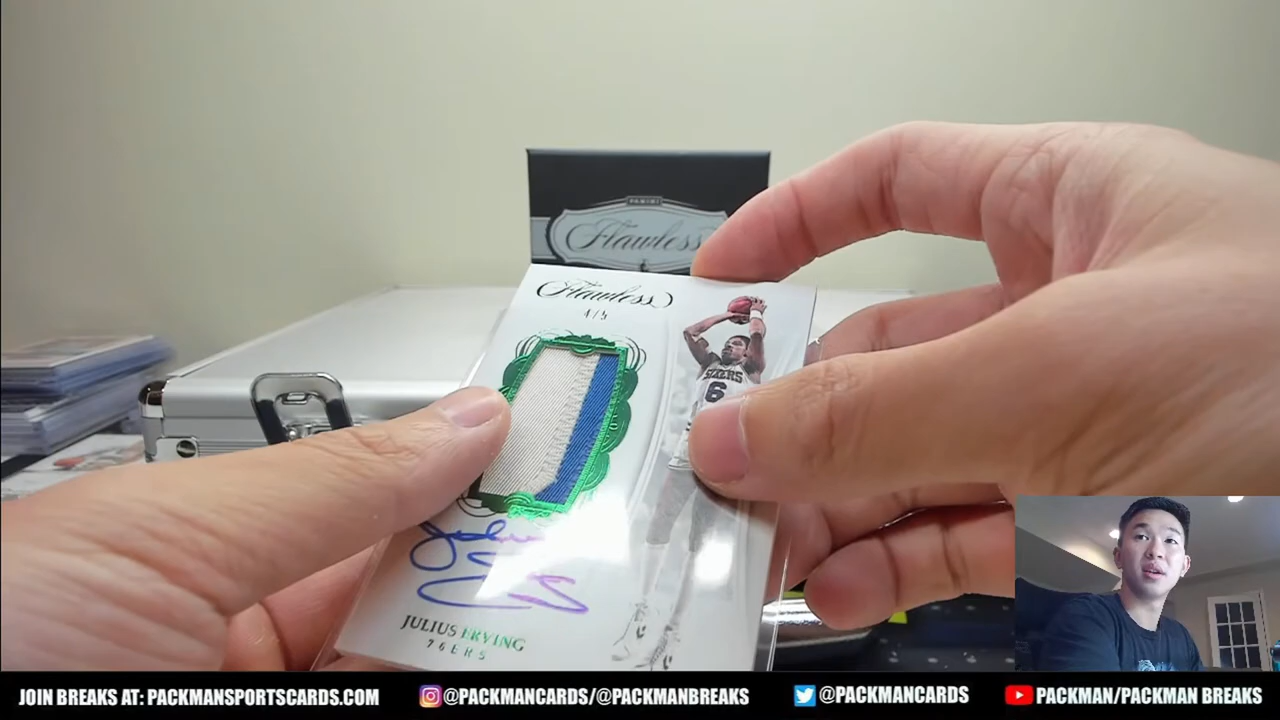 PANINI
Flawless
Flawless
4/5
SIXERS
6
JULIUS ERVING
76ERS
JOIN BREAKS AT: PACKMANSPORTSCARDS.COM
@PACKMANCARDS/@PACKMANBREAKS
@PACKMANCARDS
PACKMAN/PACKMAN BREAKS